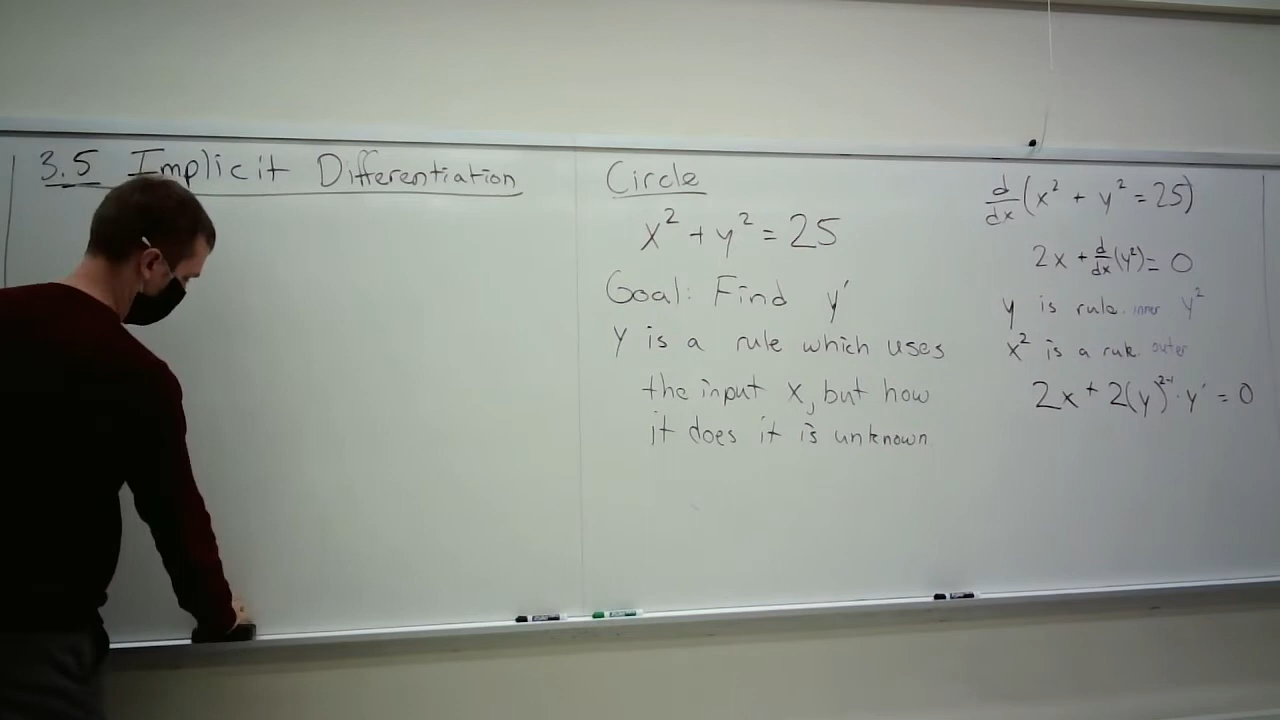 3.5 Implicit Differentiation
Circle
x² + y² = 25
Goal: Find y'
y is a rule which uses
the input x, but how
it does it is unknown
d/dx (x² + y² = 25)
2x + d/dx (y²) = 0
y is rule. inner y²
x² is a rule. outer
2x + 2(y)²⁻¹ · y' = 0